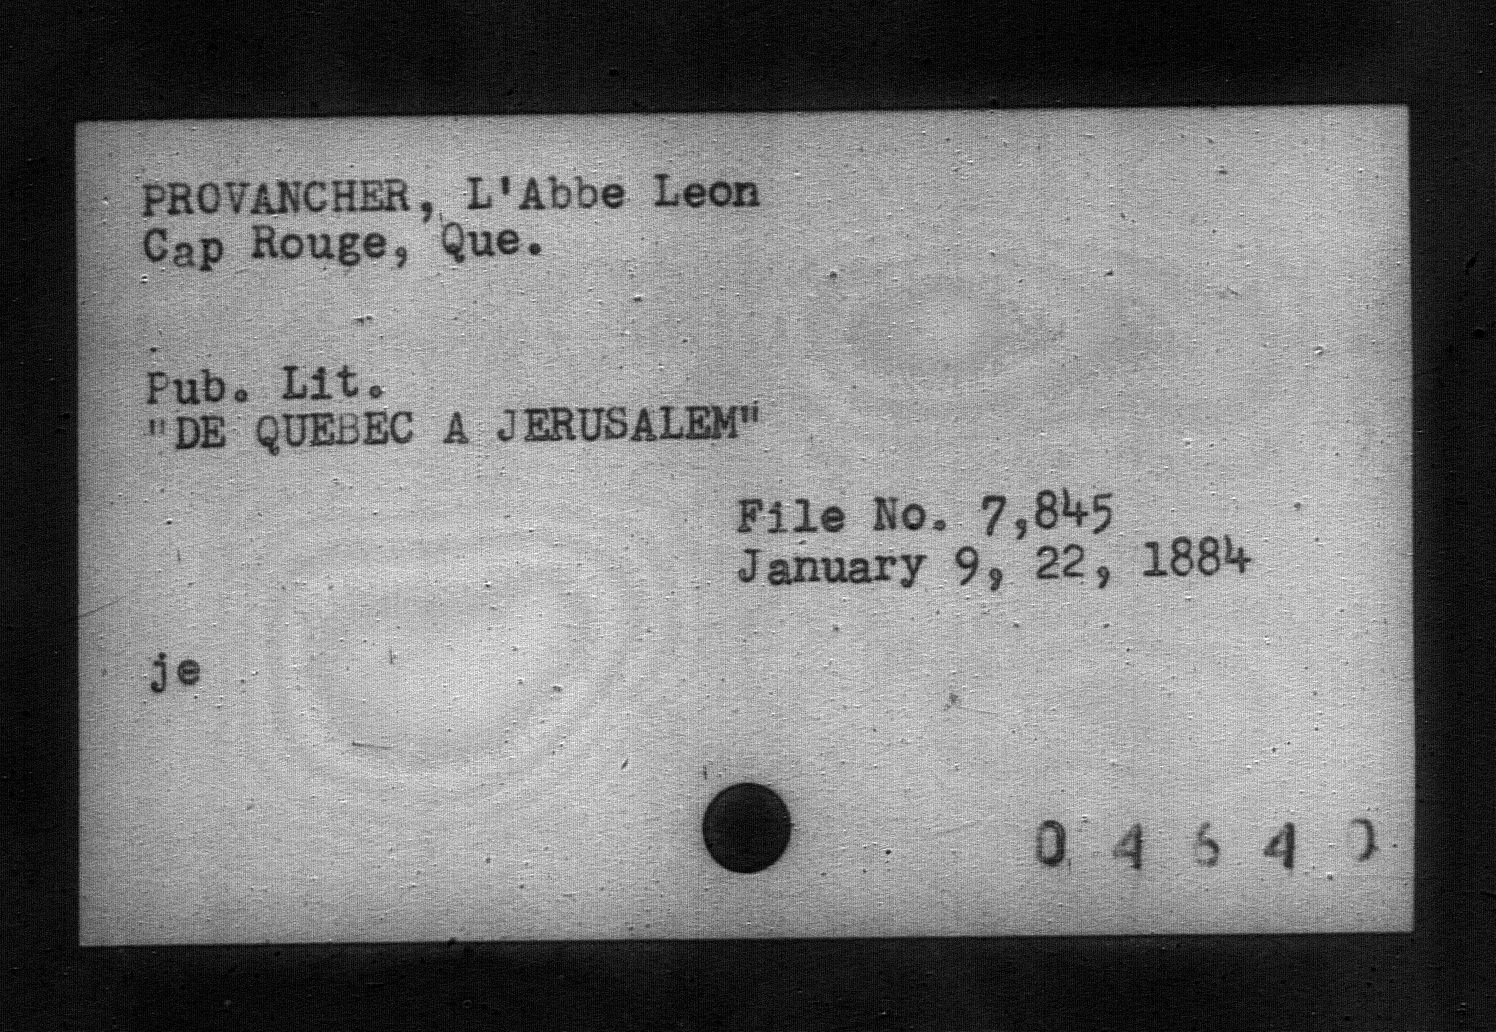 PROVANCHER, L'Abbe Leon
Cap Rouge, Que.
Pub. Lit.
"DE QUEBEC A JERUSALEM"
File No. 7,845
January 9, 22, 1884
je
0 4 6 4 0